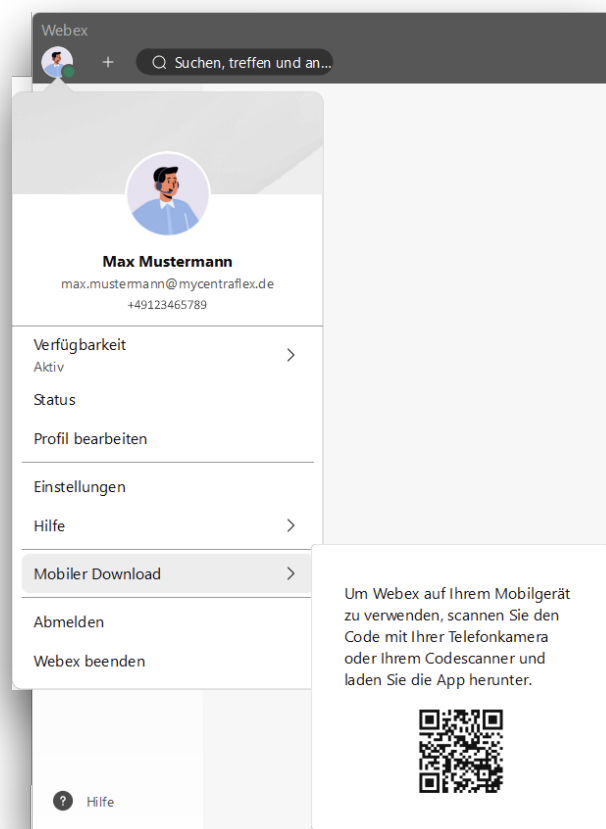 Webex
Suchen, treffen und an...
Max Mustermann
max.mustermann@mycentraflex.de
+49123465789
Verfügbarkeit
Aktiv
Status
Profil bearbeiten
Einstellungen
Hilfe
Mobiler Download
Abmelden
Webex beenden
Um Webex auf Ihrem Mobilgerät
zu verwenden, scannen Sie den
Code mit Ihrer Telefonkamera
oder Ihrem Codescanner und
laden Sie die App herunter.
Hilfe